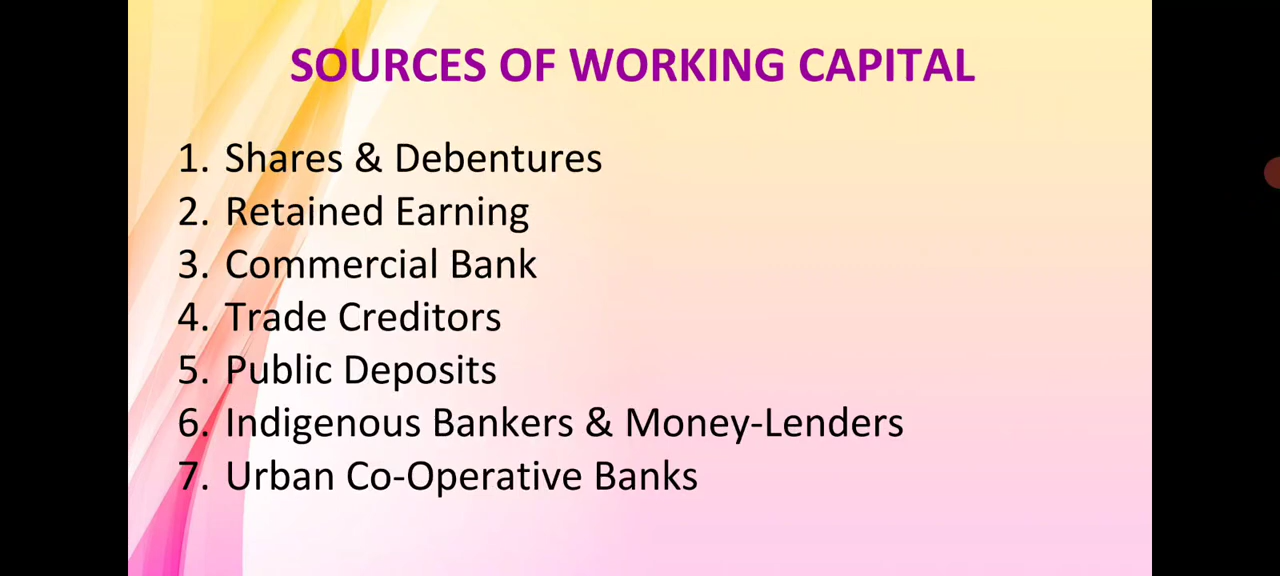 SOURCES OF WORKING CAPITAL
1. Shares & Debentures
2. Retained Earning
3. Commercial Bank
4. Trade Creditors
5. Public Deposits
6. Indigenous Bankers & Money-Lenders
7. Urban Co-Operative Banks